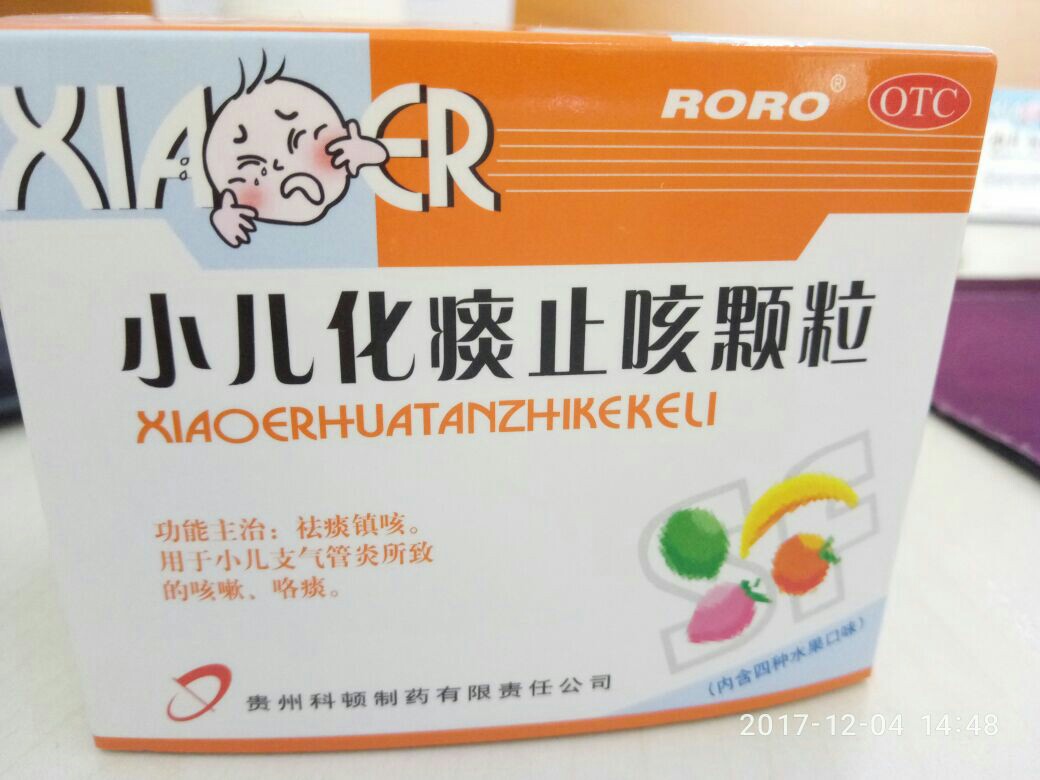 XIAOER
RORO®
OTC
小儿化痰止咳颗粒
XIAOERHUATANZHIKEKELI
功能主治：祛痰镇咳。
用于小儿支气管炎所致
的咳嗽、咯痰。
SF
（内含四种水果口味）
贵州科顿制药有限责任公司
2017-12-04 14:48